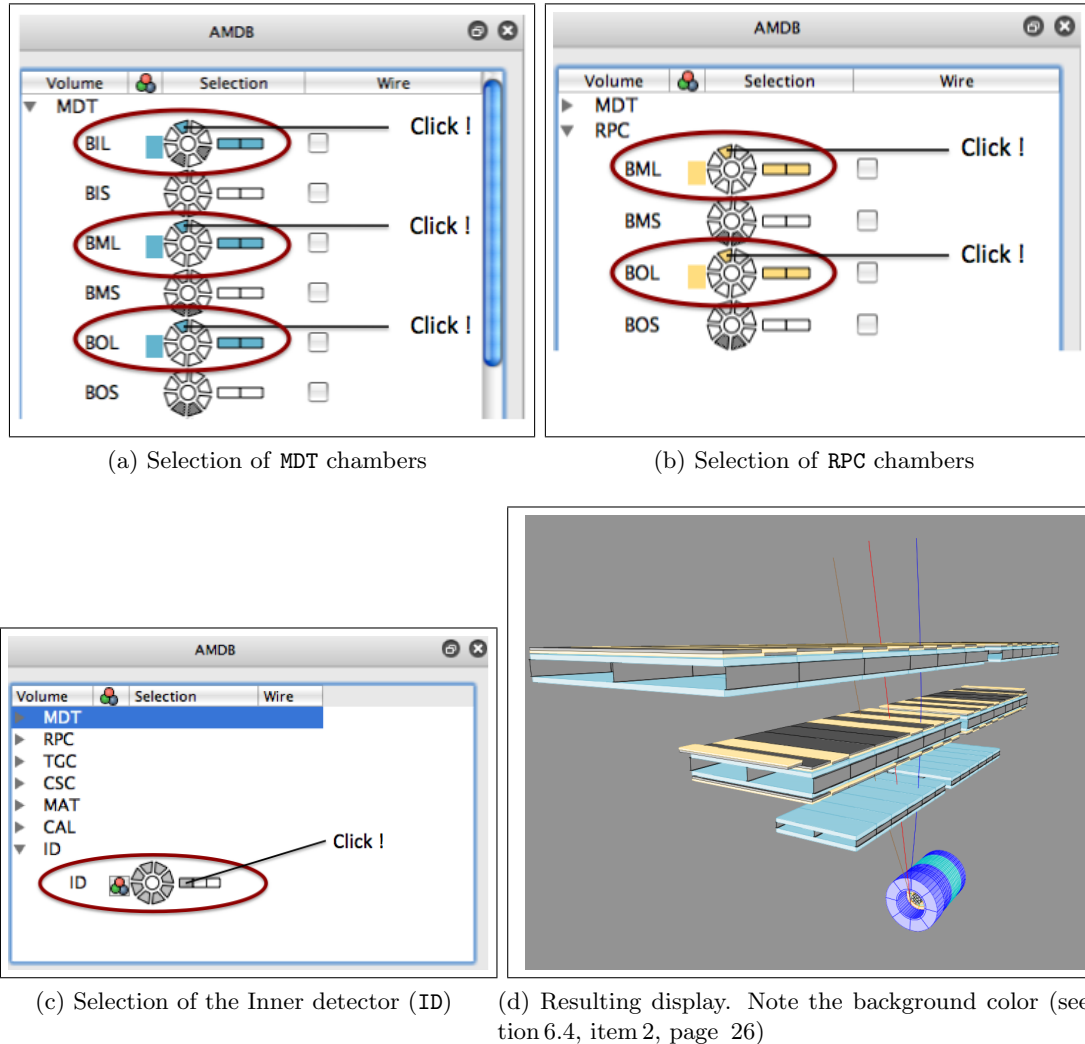 AMDB
Volume Selection Wire
MDT
BIL Click !
BIS
BML Click !
BMS
BOL Click !
BOS
(a) Selection of MDT chambers
AMDB
Volume Selection Wire
MDT
RPC
BML Click !
BMS
BOL Click !
BOS
(b) Selection of RPC chambers
AMDB
Volume Selection Wire
MDT
RPC
TGC
CSC
MAT
CAL
ID
Click !
ID
(c) Selection of the Inner detector (ID)
(d) Resulting display. Note the background color (see
tion 6.4, item 2, page 26)